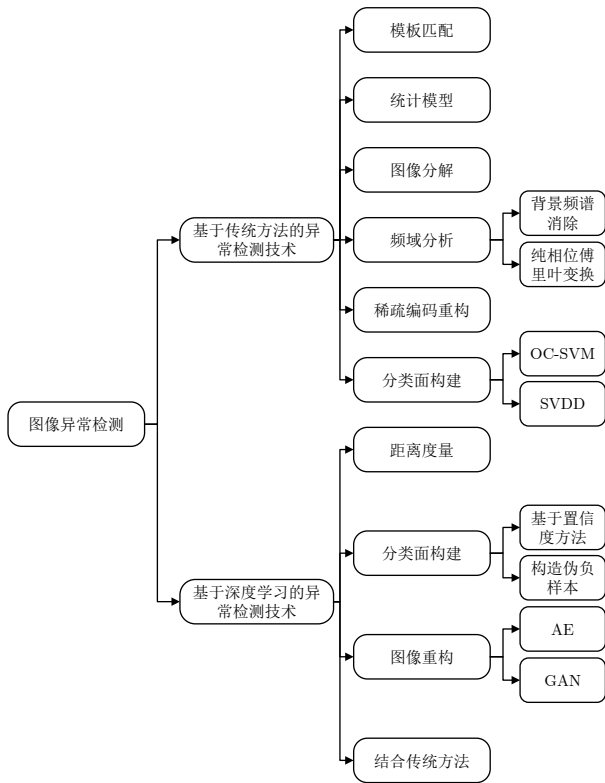 图像异常检测
基于传统方法的异
常检测技术
模板匹配
统计模型
图像分解
频域分析
背景频谱
消除
纯相位傅
里叶变换
稀疏编码重构
分类面构建
OC-SVM
SVDD
基于深度学习的异
常检测技术
距离度量
分类面构建
基于置信
度方法
构造伪负
样本
图像重构
AE
GAN
结合传统方法